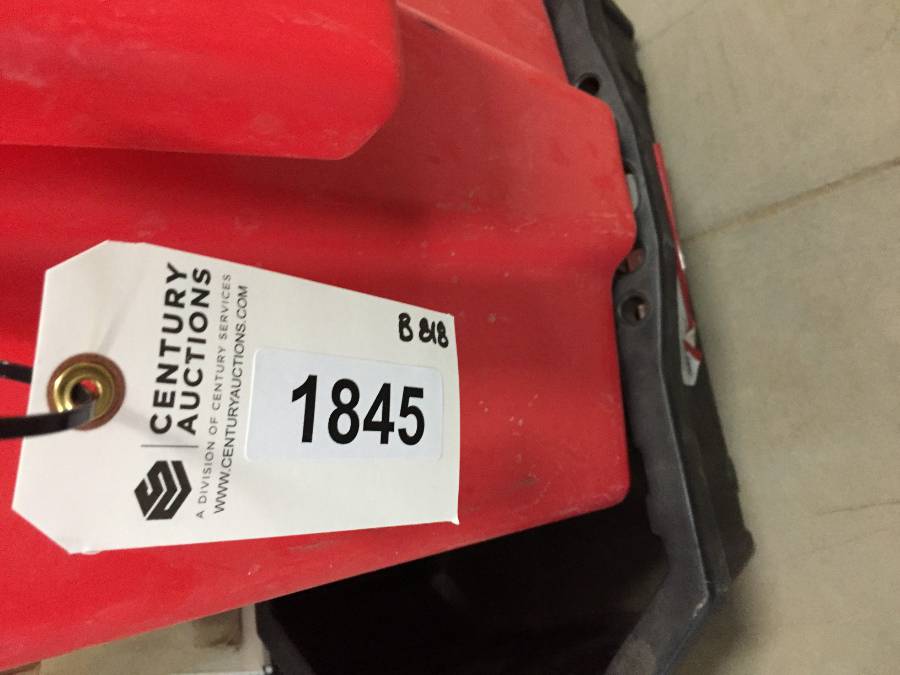 CENTURY
AUCTIONS
A DIVISION OF CENTURY SERVICES
WWW.CENTURYAUCTIONS.COM
B 818
1845